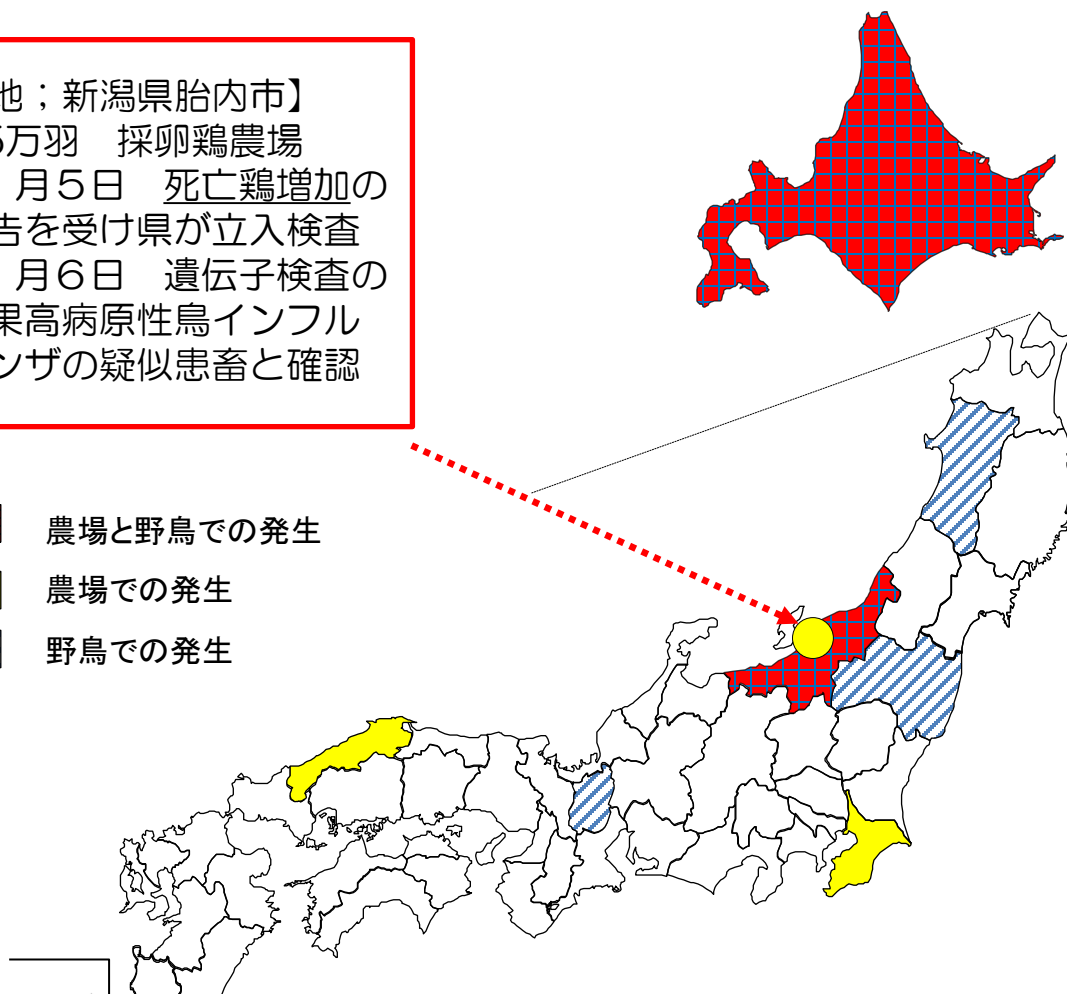 地；新潟県胎内市】
万羽　採卵鶏農場
月５日　死亡鶏増加の
告を受け県が立入検査
月６日　遺伝子検査の
果高病原性鳥インフル
ンザの疑似患畜と確認
農場と野鳥での発生
農場での発生
野鳥での発生